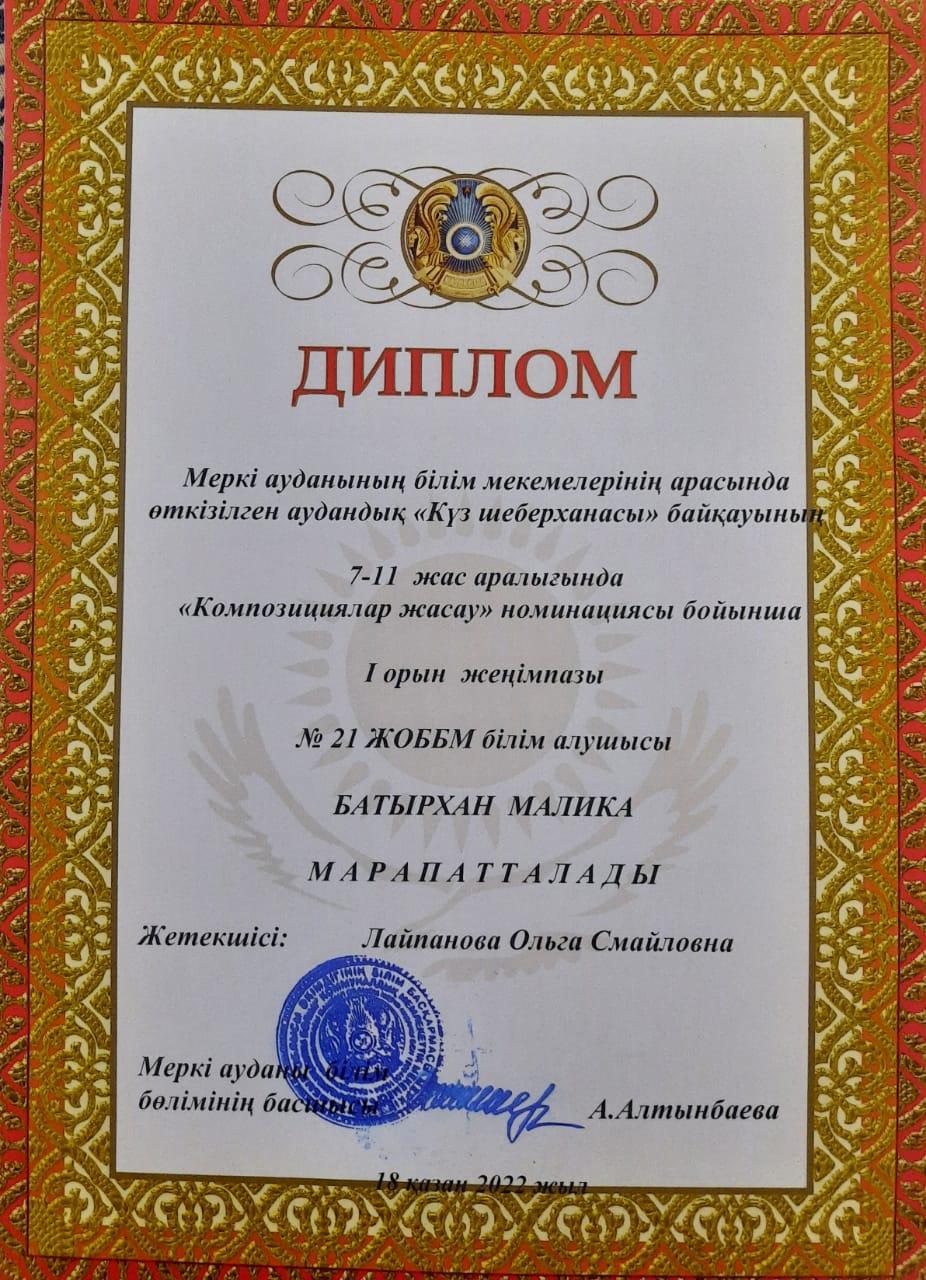 ДИПЛОМ
Меркі ауданының білім мекемелерінің арасында
өткізілген аудандық «Күз шеберханасы» байқауының
7-11 жас аралығында
«Композициялар жасау» номинациясы бойынша
І орын жеңімпазы
№ 21 ЖОББМ білім алушысы
БАТЫРХАН МАЛИКА
М А Р А П А Т Т А Л А Д Ы
Жетекшісі: Лайпанова Ольга Смайловна
Меркі ауданы білім
бөлімінің басшысы А.Алтынбаева
18 қазан 2022 жыл